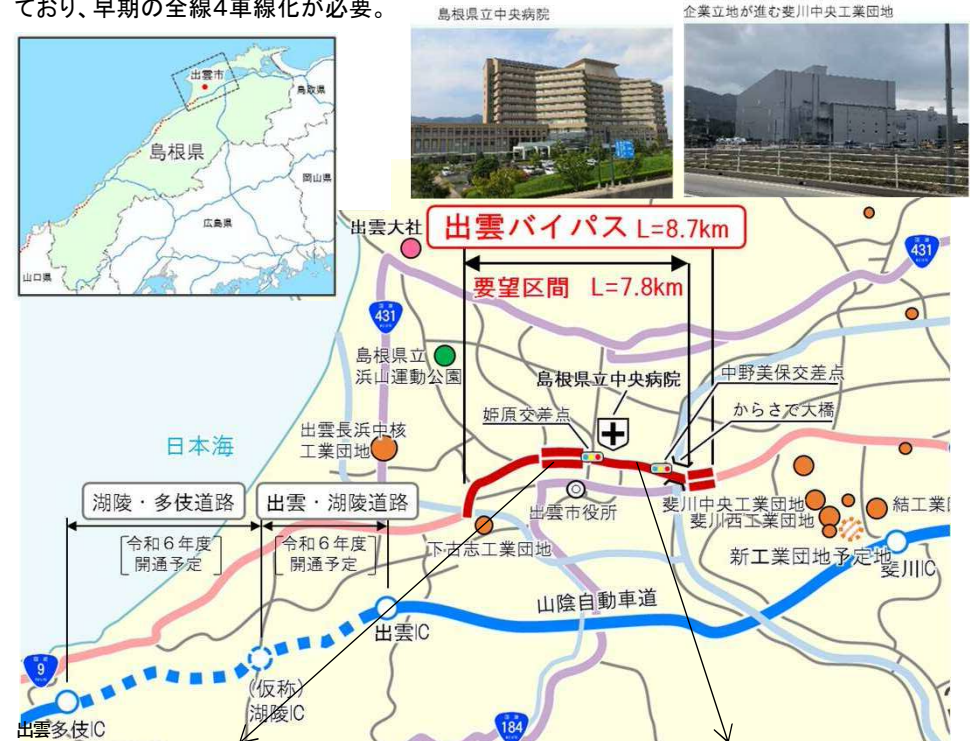 ており、早期の全線4車線化が必要。
島根県立中央病院
企業立地が進む斐川中央工業団地
出雲市
鳥取県
島根県
岡山県
広島県
山口県
出雲大社
出雲バイパス L=8.7km
要望区間 L=7.8km
431
431
島根県立
浜山運動公園
島根県立中央病院
中野美保交差点
姫原交差点
からさで大橋
出雲長浜中核
工業団地
日本海
湖陵・多伎道路
出雲・湖陵道路
令和6年度
開通予定
令和6年度
開通予定
出雲市役所
下古志工業団地
斐川中央工業団地
斐川西工業団地
結工業
新工業団地予定地
斐川IC
山陰自動車道
出雲IC
9
(仮称)
湖陵IC
出雲多伎IC
184